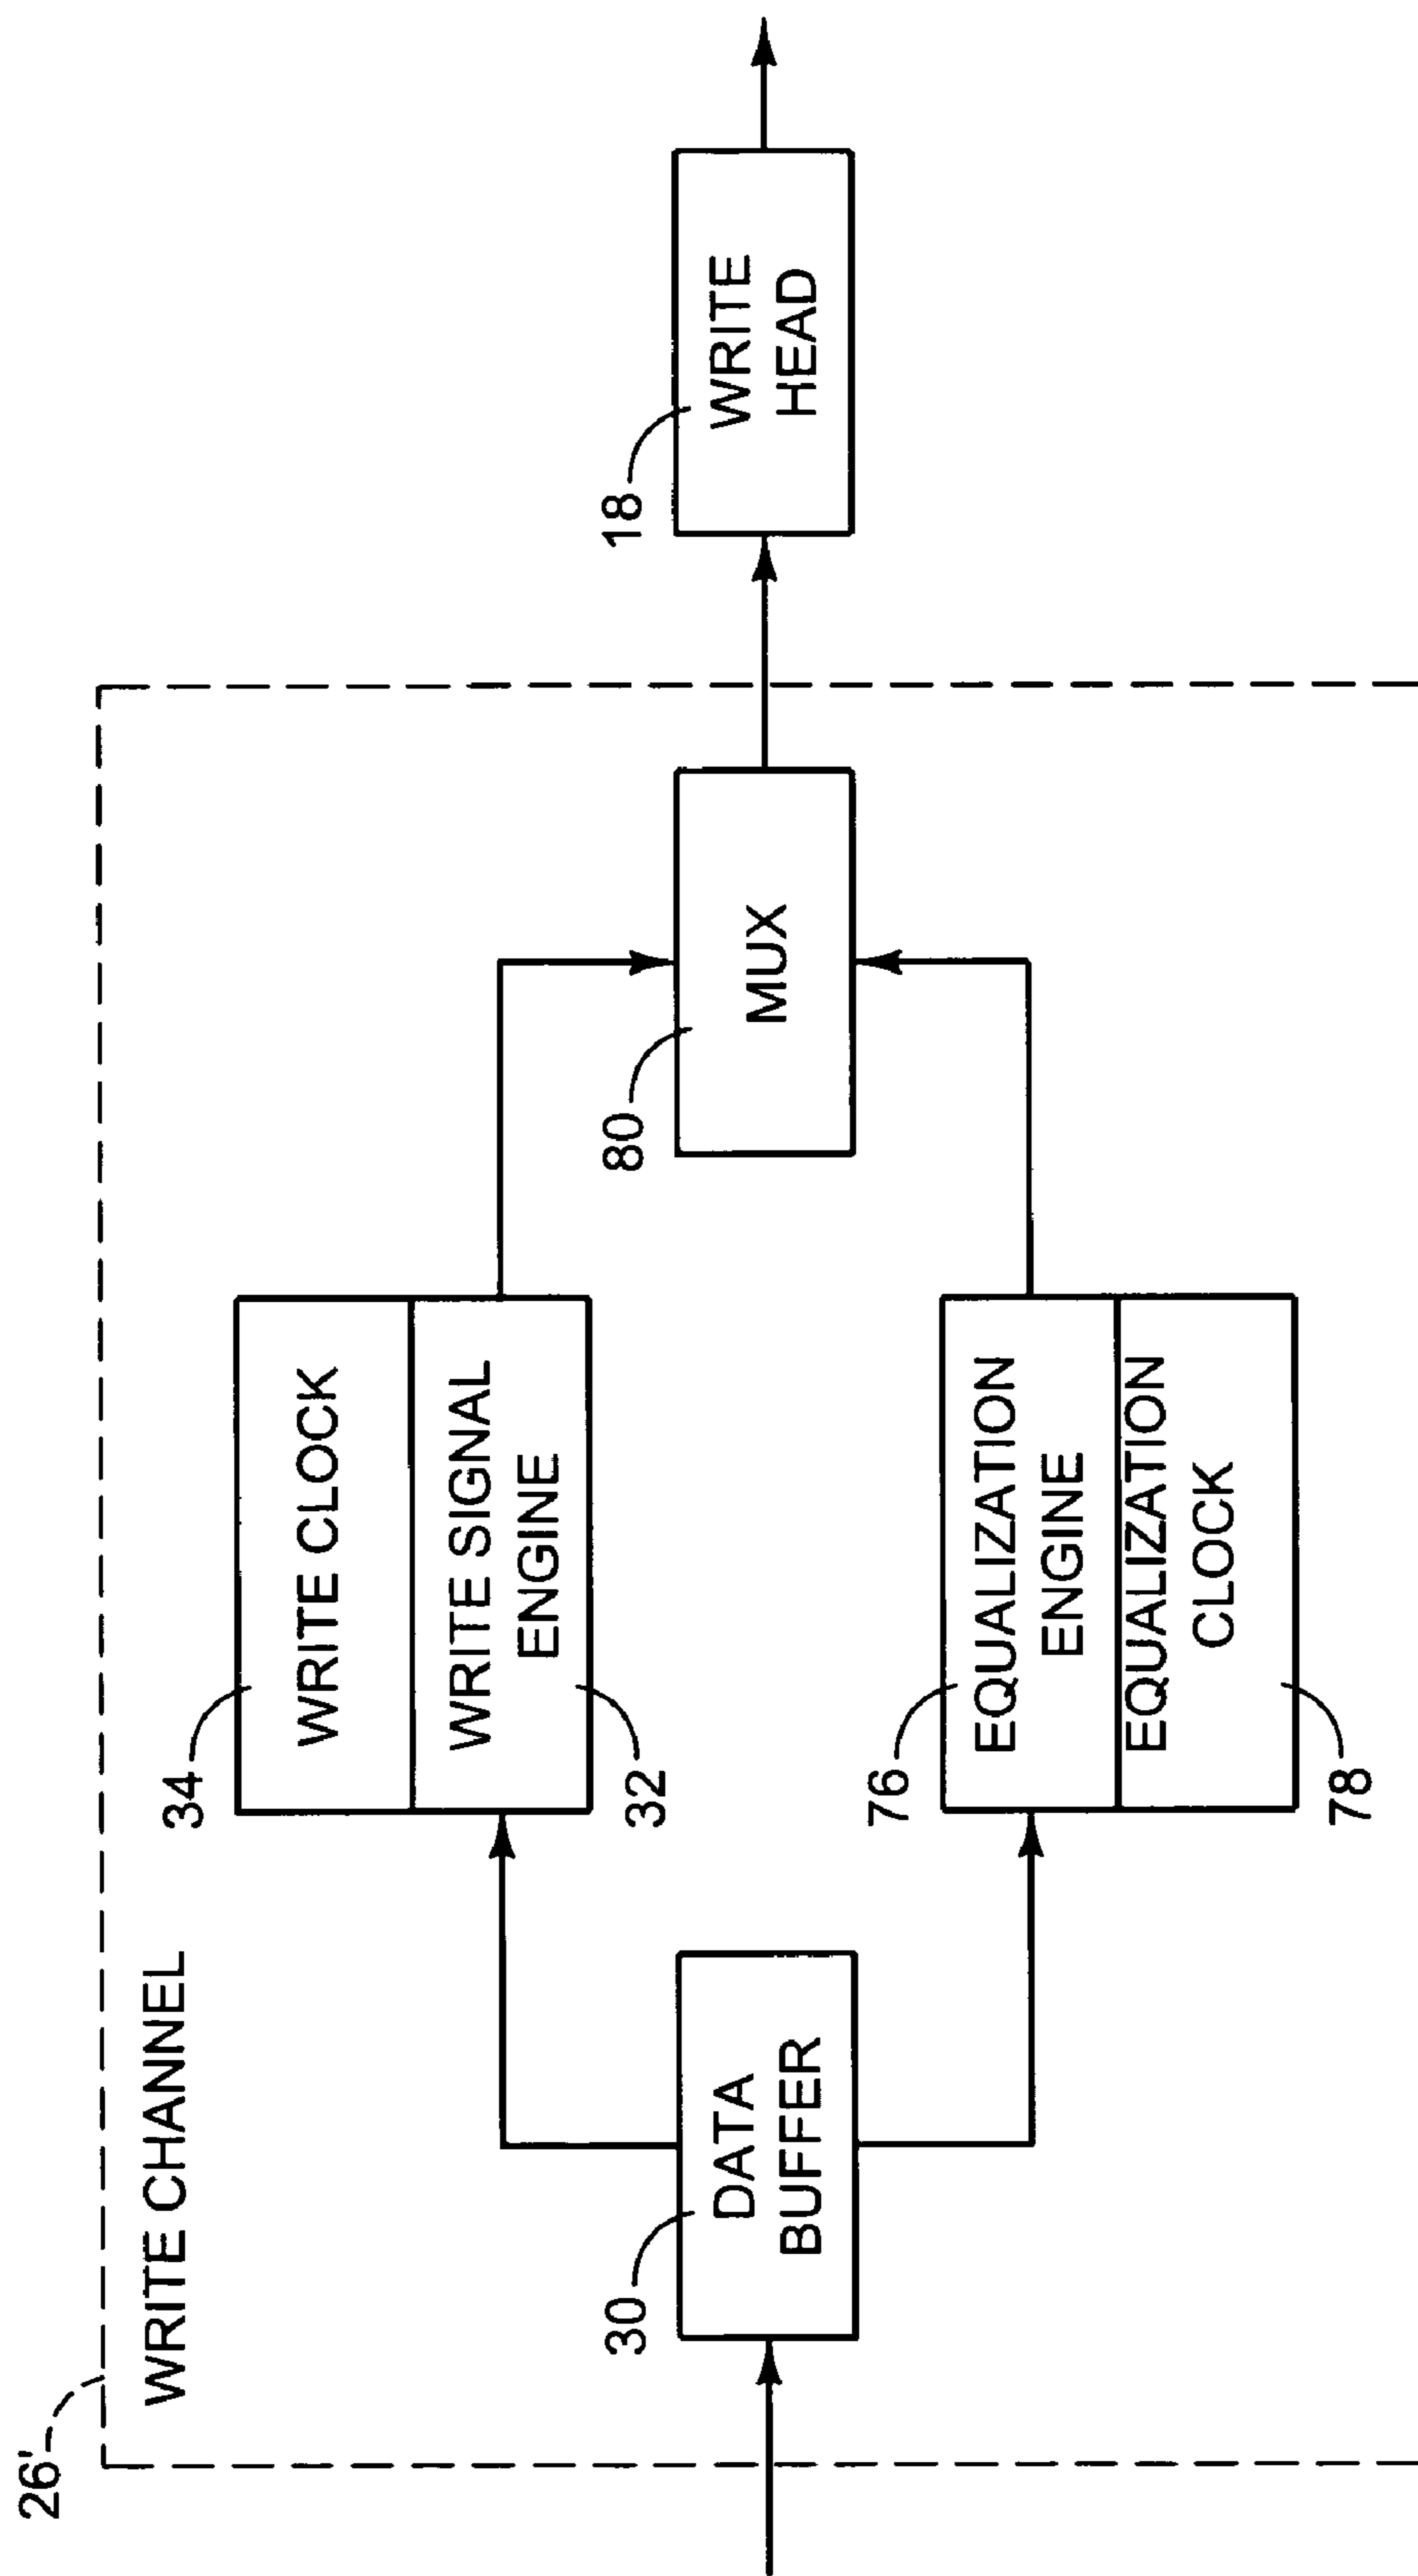 26'
WRITE CHANNEL
34
WRITE CLOCK
WRITE SIGNAL
ENGINE
32
30
DATA
BUFFER
80
MUX
18
WRITE
HEAD
76
EQUALIZATION
ENGINE
EQUALIZATION
CLOCK
78